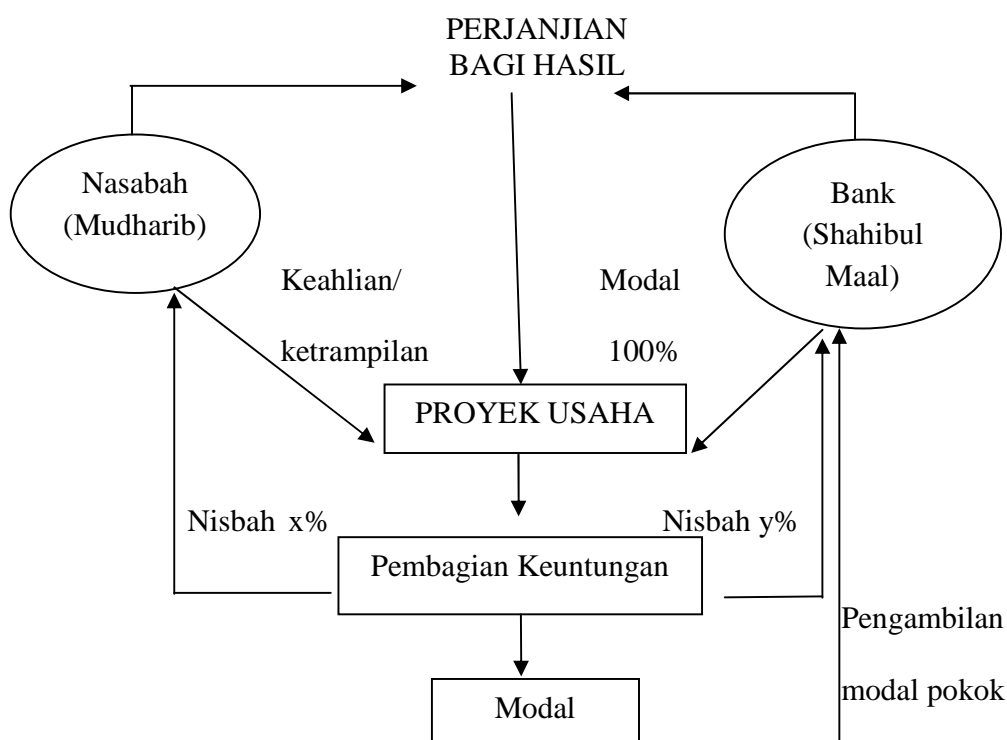 PERJANJIAN
BAGI HASIL
Nasabah
(Mudharib)
Bank
(Shahibul
Maal)
Keahlian/
ketrampilan
Modal
100%
PROYEK USAHA
Nisbah x%
Nisbah y%
Pembagian Keuntungan
Pengambilan
modal pokok
Modal